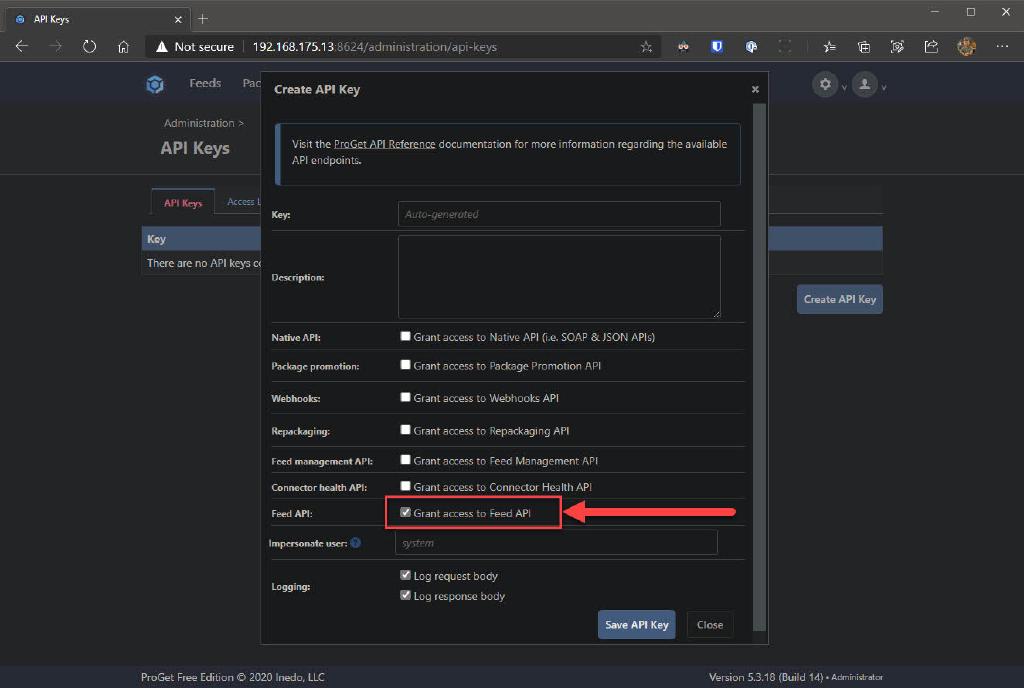 API Keys
Not secure
192.168.175.13:8624/administration/api-keys
Feeds
Pac
Create API Key
Administration >
API Keys
Visit the ProGet API Reference documentation for more information regarding the available
API endpoints.
API Keys
Access L
Key
There are no API keys co
Create API Key
Key:
Auto-generated
Description:
Native API:
Grant access to Native API (i.e. SOAP & JSON APIs)
Package promotion:
Grant access to Package Promotion API
Webhooks:
Grant access to Webhooks API
Repackaging:
Grant access to Repackaging API
Feed management API:
Grant access to Feed Management API
Connector health API:
Grant access to Connector Health API
Feed API:
Grant access to Feed API
Impersonate user:
system
Logging:
Log request body
Log response body
Save API Key
Close
ProGet Free Edition © 2020 Inedo, LLC
Version 5.3.18 (Build 14) • Administrator